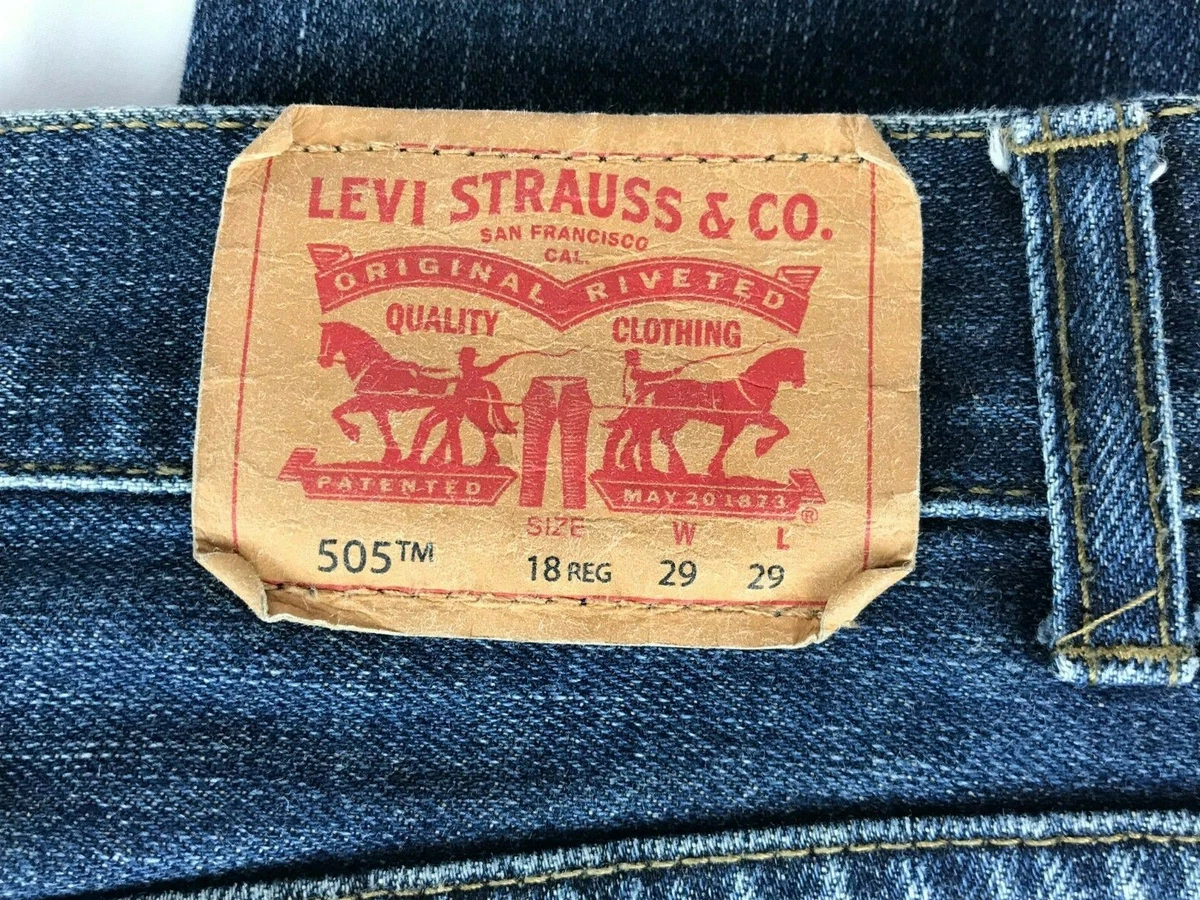 LEVI STRAUSS & CO.
SAN FRANCISCO
CAL.
ORIGINAL RIVETED
QUALITY CLOTHING
PATENTED MAY 20 1873 ®
SIZE W L
505™ 18 REG 29 29